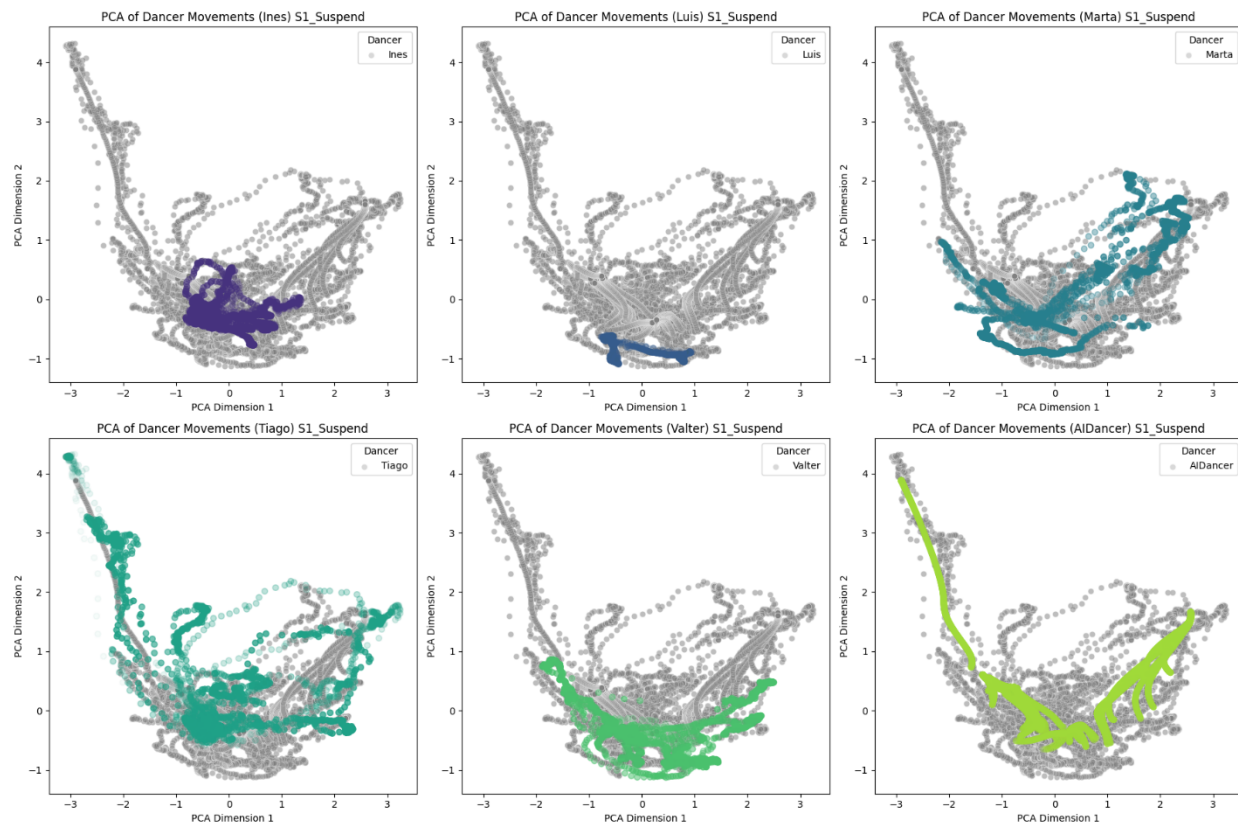 PCA of Dancer Movements (Ines) S1_Suspend
Dancer
Ines
PCA Dimension 2
4
3
2
1
0
−1
−3 −2 −1 0 1 2 3
PCA Dimension 1
PCA of Dancer Movements (Luis) S1_Suspend
Dancer
Luis
PCA Dimension 2
4
3
2
1
0
−1
−3 −2 −1 0 1 2 3
PCA Dimension 1
PCA of Dancer Movements (Marta) S1_Suspend
Dancer
Marta
PCA Dimension 2
4
3
2
1
0
−1
−3 −2 −1 0 1 2 3
PCA Dimension 1
PCA of Dancer Movements (Tiago) S1_Suspend
Dancer
Tiago
PCA Dimension 2
4
3
2
1
0
−1
−3 −2 −1 0 1 2 3
PCA Dimension 1
PCA of Dancer Movements (Valter) S1_Suspend
Dancer
Valter
PCA Dimension 2
4
3
2
1
0
−1
−3 −2 −1 0 1 2 3
PCA Dimension 1
PCA of Dancer Movements (AIDancer) S1_Suspend
Dancer
AIDancer
PCA Dimension 2
4
3
2
1
0
−1
−3 −2 −1 0 1 2 3
PCA Dimension 1